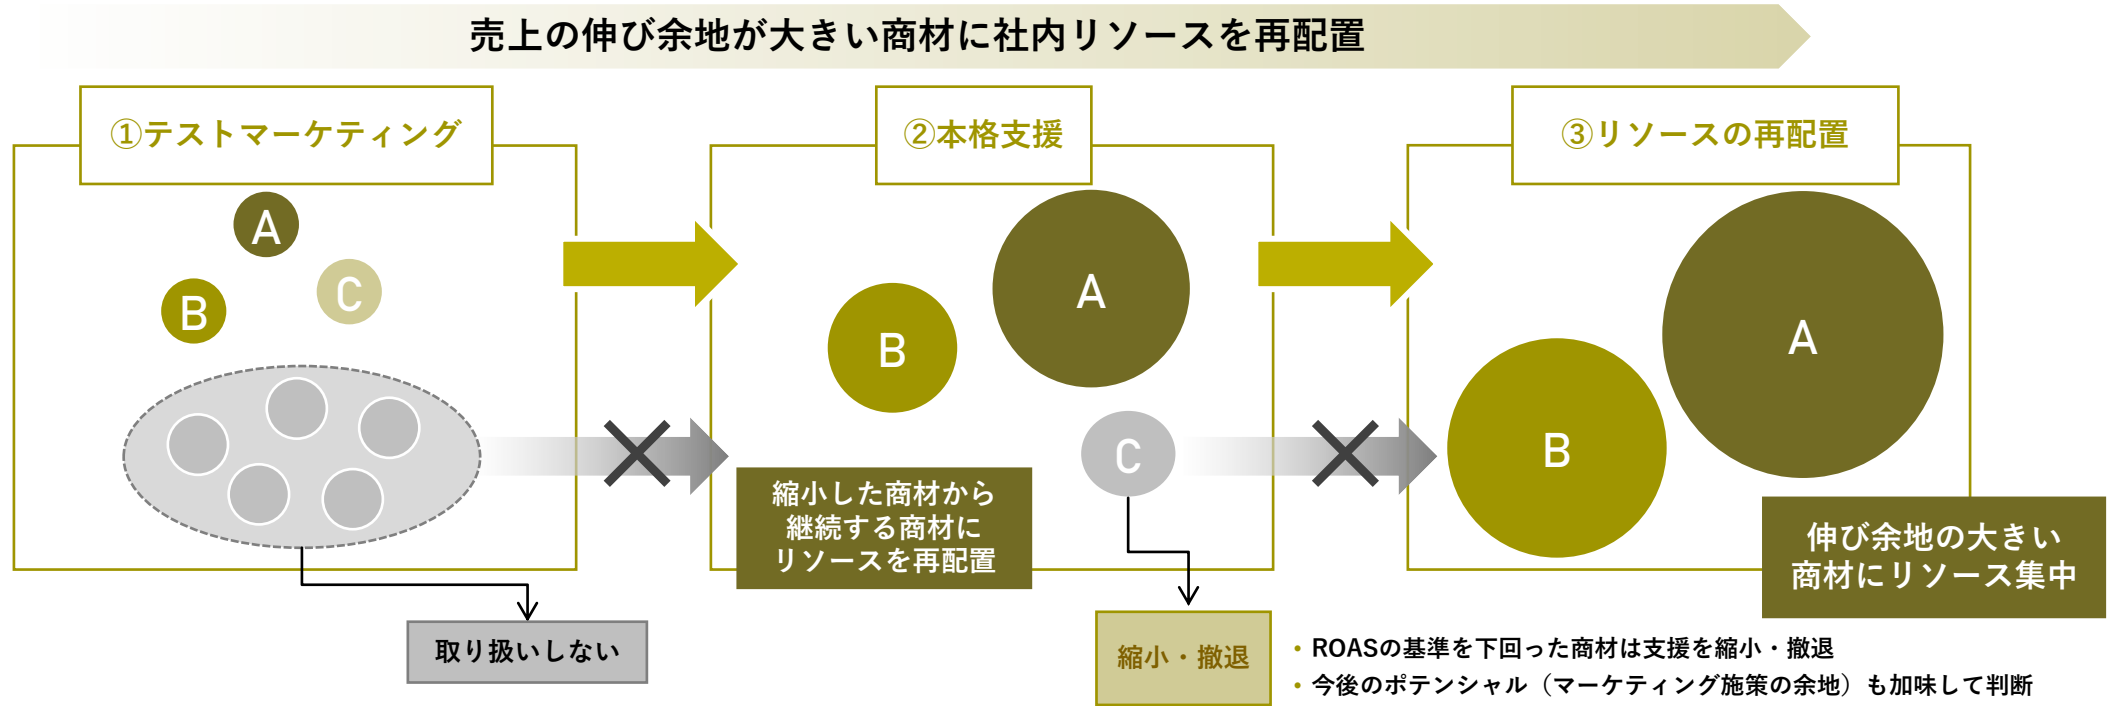 売上の伸び余地が大きい商材に社内リソースを再配置
①テストマーケティング
A
B
C
取り扱いしない
②本格支援
A
B
C
縮小した商材から
継続する商材に
リソースを再配置
縮小・撤退
③リソースの再配置
A
B
伸び余地の大きい
商材にリソース集中
・ROASの基準を下回った商材は支援を縮小・撤退
・今後のポテンシャル（マーケティング施策の余地）も加味して判断